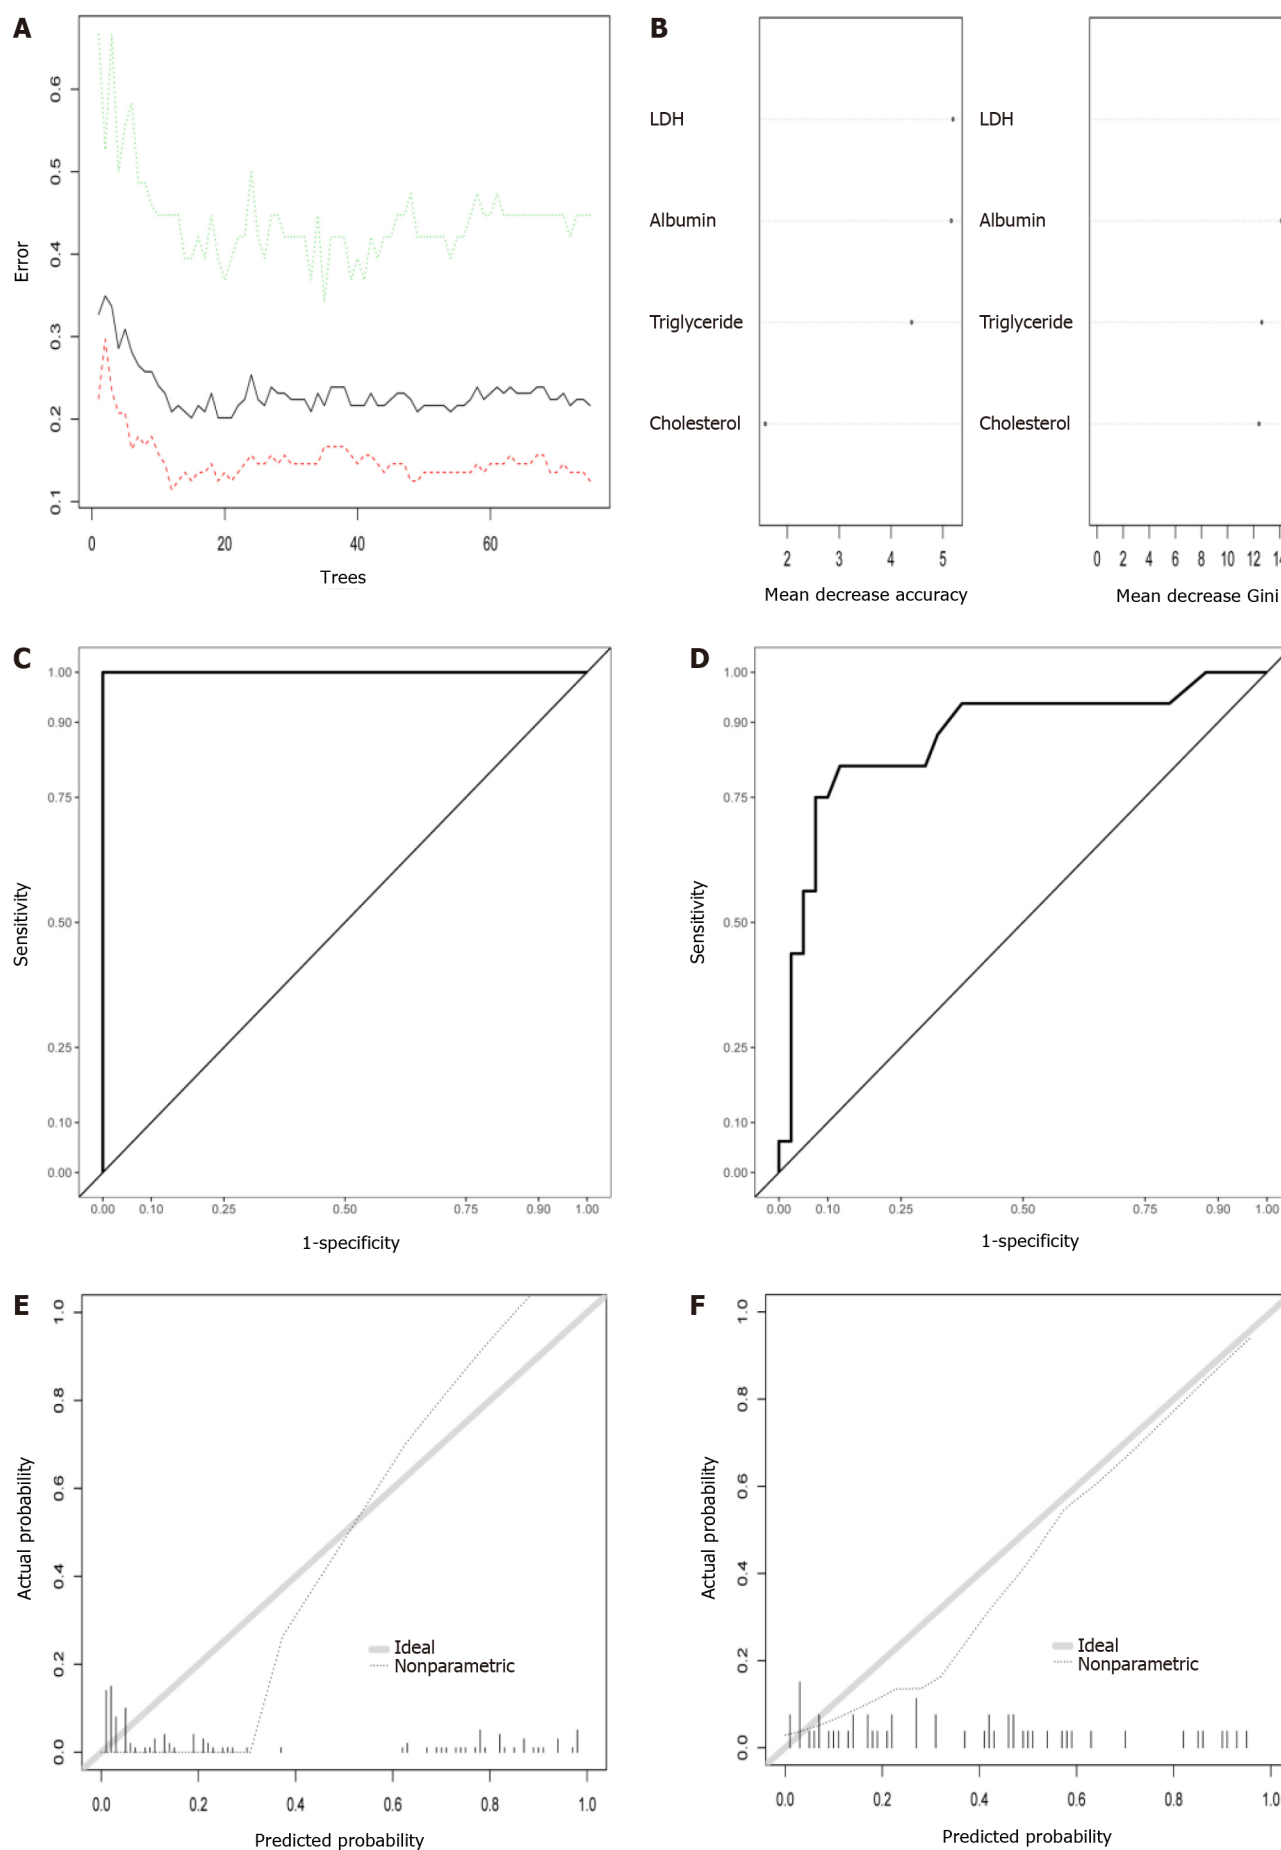 A
0.6
0.5
0.4
0.3
0.2
0.1
Error
0 20 40 60
Trees
B
LDH
Albumin
Triglyceride
Cholesterol
2 3 4 5
Mean decrease accuracy
LDH
Albumin
Triglyceride
Cholesterol
0 2 4 6 8 10 12
Mean decrease Gini
C
1.00
0.90
0.75
0.50
0.25
0.10
0.00
Sensitivity
0.00 0.10 0.25 0.50 0.75 0.90 1.00
1-specificity
D
1.00
0.90
0.75
0.50
0.25
0.10
0.00
Sensitivity
0.00 0.10 0.25 0.50 0.75 0.90 1.00
1-specificity
E
1.0
0.8
0.6
0.4
0.2
0.0
Actual probability
Ideal
Nonparametric
0.0 0.2 0.4 0.6 0.8 1.0
Predicted probability
F
1.0
0.8
0.6
0.4
0.2
0.0
Actual probability
Ideal
Nonparametric
0.0 0.2 0.4 0.6 0.8 1.0
Predicted probability